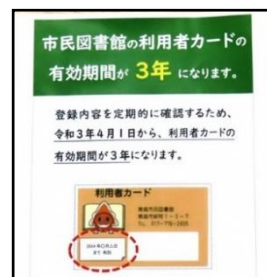 市民図書館の利用者カードの
有効期間が 3年 になります。
登録内容を定期的に確認するため、
令和3年4月1日から、利用者カードの
有効期間が3年になります。
利用者カード